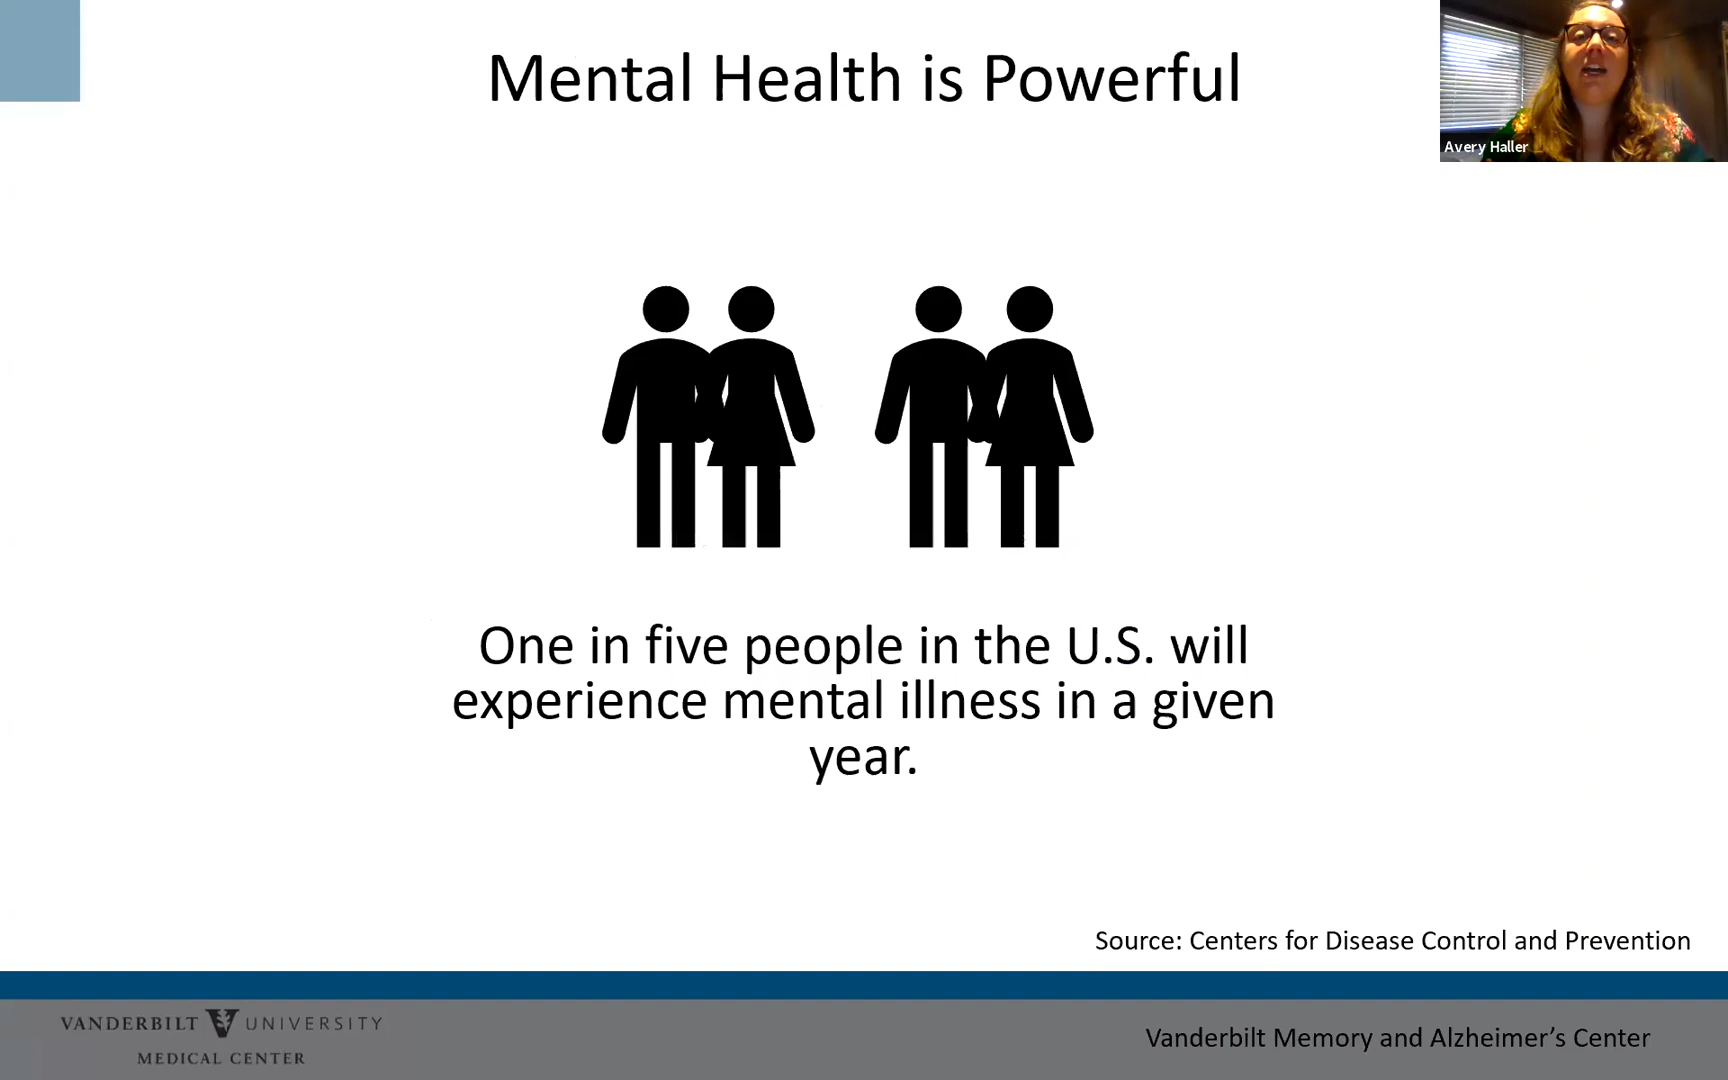 Mental Health is Powerful
Avery Haller
One in five people in the U.S. will
experience mental illness in a given
year.
Source: Centers for Disease Control and Prevention
VANDERBILT UNIVERSITY
MEDICAL CENTER
Vanderbilt Memory and Alzheimer’s Center